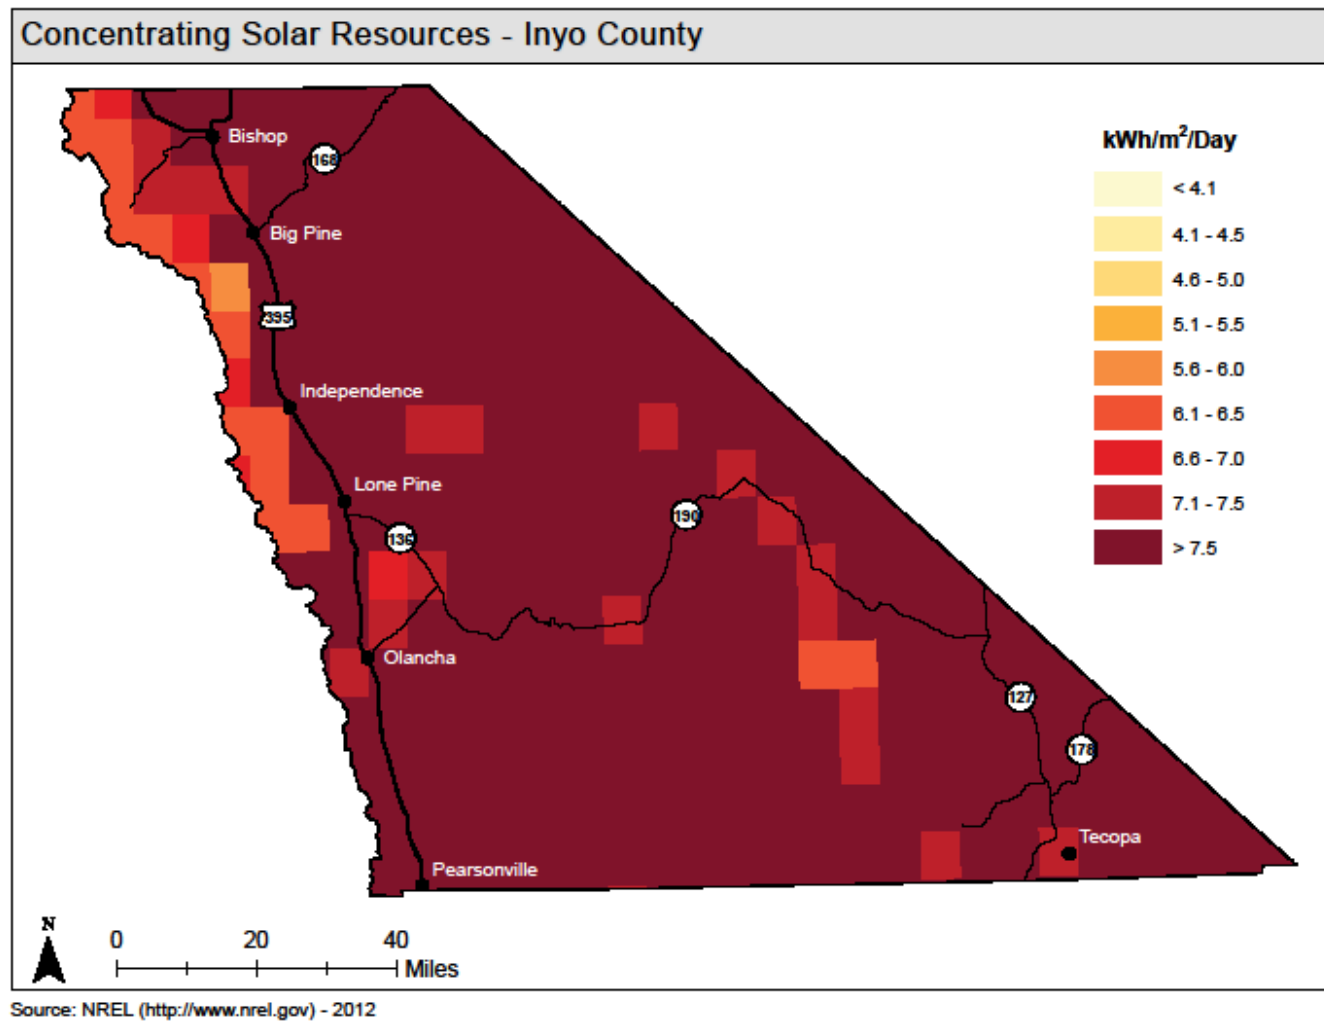 Concentrating Solar Resources - Inyo County
kWh/m²/Day
< 4.1
4.1 - 4.5
4.6 - 5.0
5.1 - 5.5
5.6 - 6.0
6.1 - 6.5
6.6 - 7.0
7.1 - 7.5
> 7.5
Bishop
168
Big Pine
395
Independence
Lone Pine
190
136
Olancha
127
178
Tecopa
Pearsonville
N
0 20 40
Miles
Source: NREL (http://www.nrel.gov) - 2012